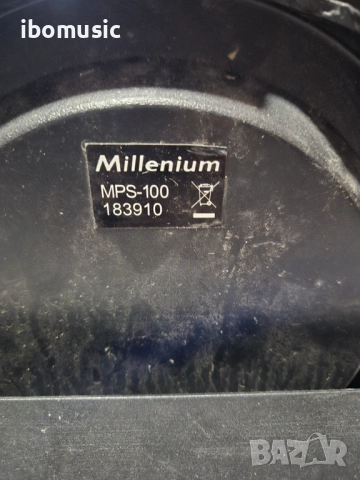 ibomusic
Millenium
MPS-100
183910
BAZAR